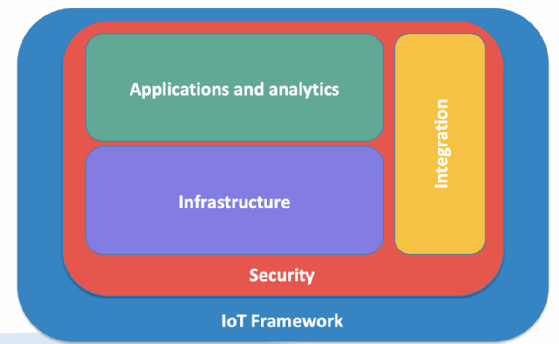 Applications and analytics
Integration
Infrastructure
Security
IoT Framework